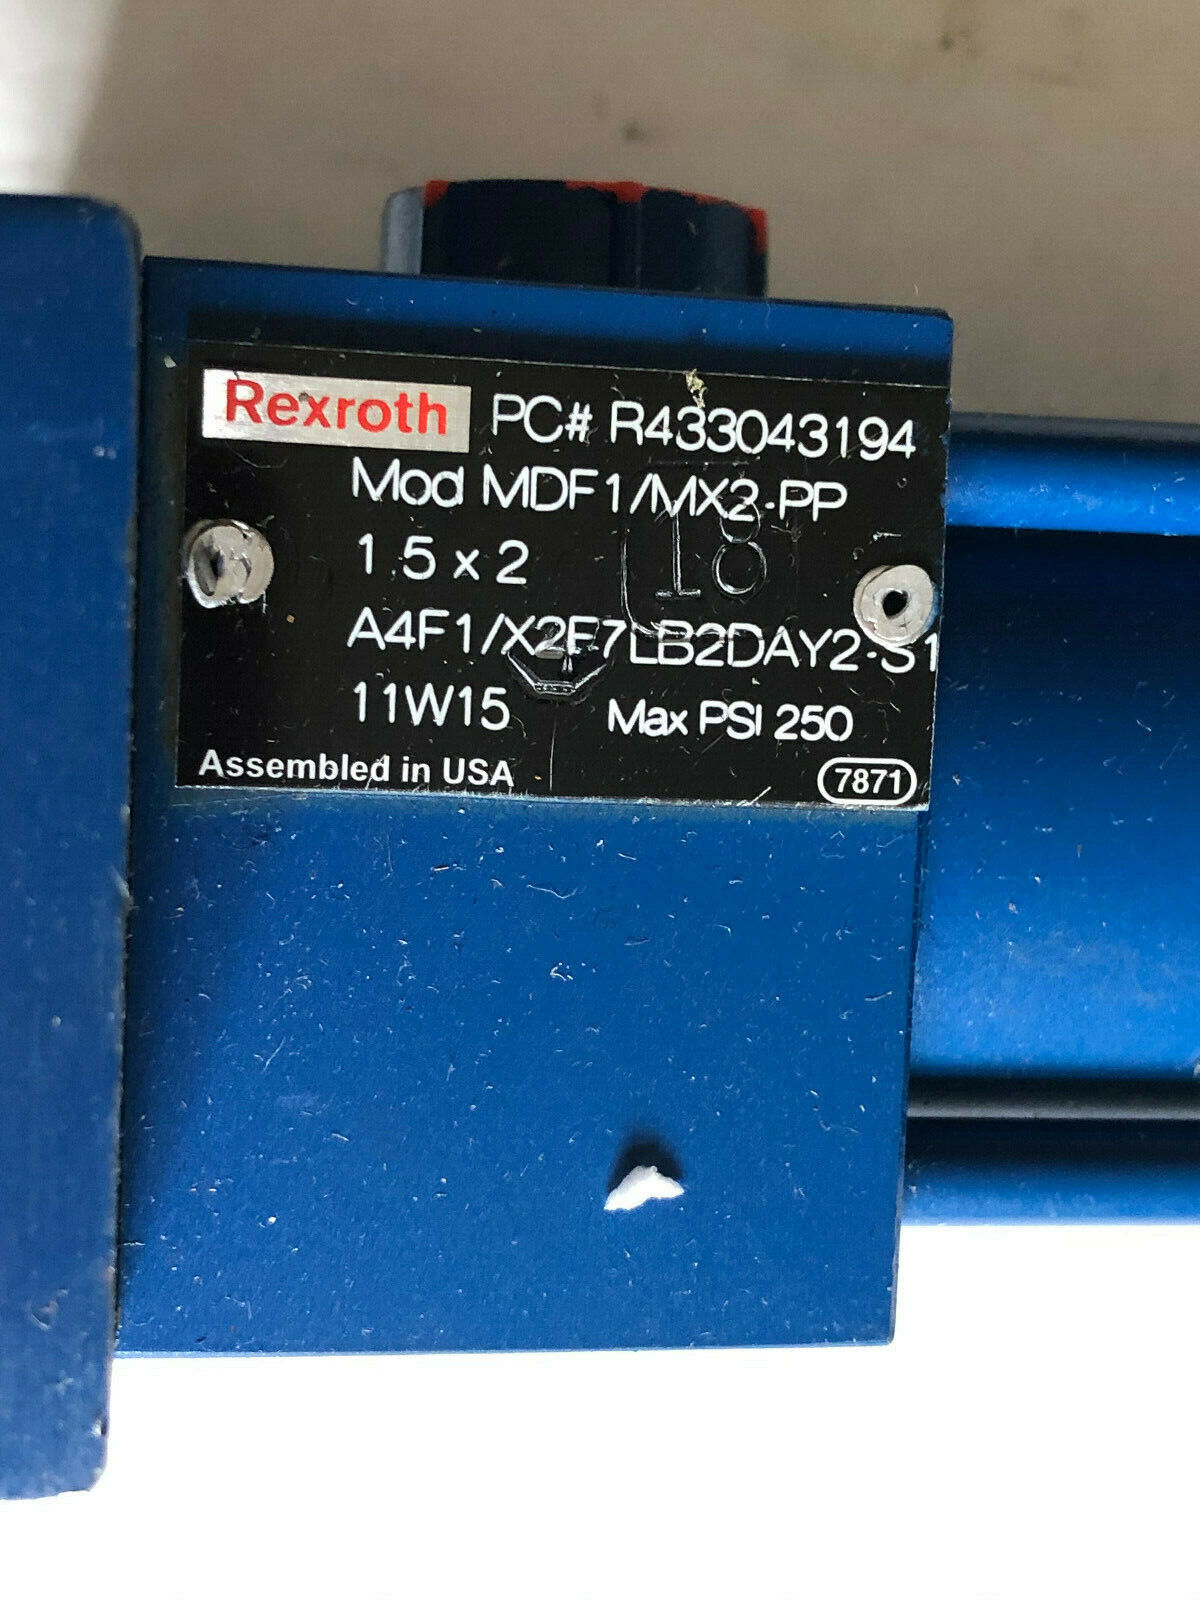 Rexroth PC# R433043194
Mod MDF1/MX2-PP
1.5 x 2
18
A4F1/X2F7LB2DAY2-S1
11W15 Max PSI 250
Assembled in USA 7871